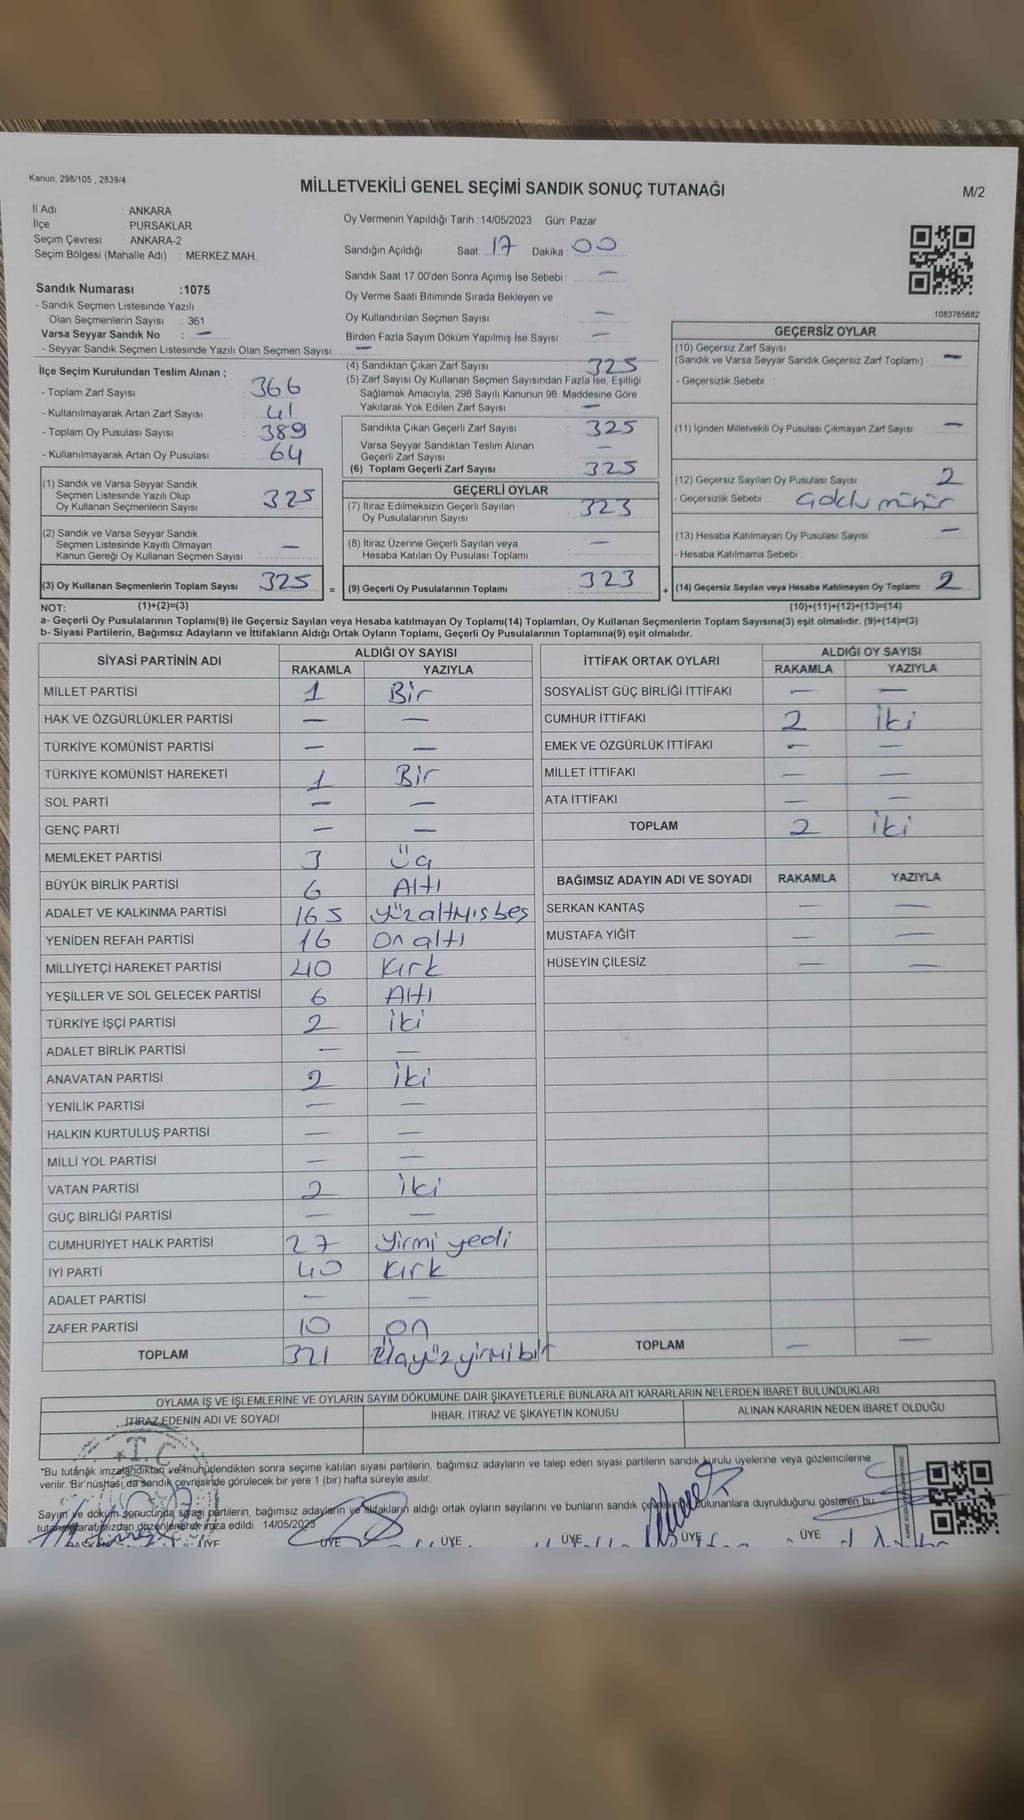 Kanun; 298/105 , 2839/4
MİLLETVEKİLİ GENEL SEÇİMİ SANDIK SONUÇ TUTANAĞI
M/2
İl Adı : ANKARA
İlçe : PURSAKLAR
Seçim Çevresi : ANKARA-2
Seçim Bölgesi (Mahalle Adı) : MERKEZ MAH.
Oy Vermenin Yapıldığı Tarih :14/05/2023 Gün: Pazar
Sandığın Açıldığı Saat: 17 Dakika : 00
Sandık Saat 17.00'den Sonra Açımış İse Sebebi : —
Oy Verme Saati Bitiminde Sırada Bekleyen ve
Oy Kullandırılan Seçmen Sayısı —
Birden Fazla Sayım Döküm Yapılmış İse Sayısı —
1083765682
Sandık Numarası :1075
- Sandık Seçmen Listesinde Yazılı
Olan Seçmenlerin Sayısı : 361
Varsa Seyyar Sandık No : —
- Seyyar Sandık Seçmen Listesinde Yazılı Olan Seçmen Sayısı: —
İlçe Seçim Kurulundan Teslim Alınan ;
- Toplam Zarf Sayısı 366
- Kullanılmayarak Artan Zarf Sayısı 41
- Toplam Oy Pusulası Sayısı 389
- Kullanılmayarak Artan Oy Pusulası 64
(1) Sandık ve Varsa Seyyar Sandık
Seçmen Listesinde Yazılı Olup
Oy Kullanan Seçmenlerin Sayısı 325
(2) Sandık ve Varsa Seyyar Sandık
Seçmen Listesinde Kayıtlı Olmayan
Kanun Gereği Oy Kullanan Seçmen Sayısı —
(3) Oy Kullanan Seçmenlerin Toplam Sayısı 325 =
(4) Sandıktan Çıkan Zarf Sayısı 325
(5) Zarf Sayısı Oy Kullanan Seçmen Sayısından Fazla İse, Eşitliği
Sağlamak Amacıyla; 298 Sayılı Kanunun 98. Maddesine Göre
Yakılarak Yok Edilen Zarf Sayısı —
Sandıkta Çıkan Geçerli Zarf Sayısı 325
Varsa Seyyar Sandıktan Teslim Alınan
Geçerli Zarf Sayısı —
(6) Toplam Geçerli Zarf Sayısı 325
GEÇERLİ OYLAR
(7) İtiraz Edilmeksizin Geçerli Sayılan
Oy Pusulalarının Sayısı 323
(8) İtiraz Üzerine Geçerli Sayılan veya
Hesaba Katılan Oy Pusulası Toplamı —
(9) Geçerli Oy Pusulalarının Toplamı 323 +
GEÇERSİZ OYLAR
(10) Geçersiz Zarf Sayısı
(Sandık ve Varsa Seyyar Sandık Geçersiz Zarf Toplamı) —
- Geçersizlik Sebebi :
(11) İçinden Milletvekili Oy Pusulası Çıkmayan Zarf Sayısı —
(12) Geçersiz Sayılan Oy Pusulası Sayısı 2
- Geçersizlik Sebebi :
(13) Hesaba Katılmayan Oy Pusulası Sayısı —
- Hesaba Katılmama Sebebi
(14) Geçersiz Sayılan veya Hesaba Katılmayan Oy Toplamı 2
NOT: (1)+(2)=(3) (10)+(11)+(12)+(13)=(14)
a- Geçerli Oy Pusulalarının Toplamı(9) ile Geçersiz Sayılan veya Hesaba katılmayan Oy Toplamı(14) Toplamları, Oy Kullanan Seçmenlerin Toplam Sayısına(3) eşit olmalıdır. (9)+(14)=(3)
b- Siyasi Partilerin, Bağımsız Adayların ve İttifakların Aldığı Ortak Oyların Toplamı, Geçerli Oy Pusulalarının Toplamına(9) eşit olmalıdır.
SİYASİ PARTİNİN ADI ALDIĞI OY SAYISI
RAKAMLA YAZIYLA
MİLLET PARTİSİ 1 Bir
HAK VE ÖZGÜRLÜKLER PARTİSİ — —
TÜRKİYE KOMÜNİST PARTİSİ — —
TÜRKİYE KOMÜNİST HAREKETİ 1 Bir
SOL PARTİ — —
GENÇ PARTİ — —
MEMLEKET PARTİSİ 3 Üç
BÜYÜK BİRLİK PARTİSİ 6 Altı
ADALET VE KALKINMA PARTİSİ 165 yüzaltmışbeş
YENİDEN REFAH PARTİSİ 16 On altı
MİLLİYETÇİ HAREKET PARTİSİ 40 Kırk
YEŞİLLER VE SOL GELECEK PARTİSİ 6 Altı
TÜRKİYE İŞÇİ PARTİSİ 2 iki
ADALET BİRLİK PARTİSİ — —
ANAVATAN PARTİSİ 2 iki
YENİLİK PARTİSİ — —
HALKIN KURTULUŞ PARTİSİ — —
MİLLİ YOL PARTİSİ — —
VATAN PARTİSİ 2 iki
GÜÇ BİRLİĞİ PARTİSİ — —
CUMHURİYET HALK PARTİSİ 27 yirmi yedi
İYİ PARTİ 40 Kırk
ADALET PARTİSİ — —
ZAFER PARTİSİ 10 on
TOPLAM 321 Üçyüzyirmibir
İTTİFAK ORTAK OYLARI ALDIĞI OY SAYISI
RAKAMLA YAZIYLA
SOSYALİST GÜÇ BİRLİĞİ İTTİFAKI — —
CUMHUR İTTİFAKI 2 iki
EMEK VE ÖZGÜRLÜK İTTİFAKI — —
MİLLET İTTİFAKI — —
ATA İTTİFAKI — —
TOPLAM 2 iki
BAĞIMSIZ ADAYIN ADI VE SOYADI RAKAMLA YAZIYLA
SERKAN KANTAŞ — —
MUSTAFA YİĞİT — —
HÜSEYİN ÇİLESİZ — —
TOPLAM — —
OYLAMA İŞ VE İŞLEMLERİNE VE OYLARIN SAYIM DÖKÜMÜNE DAİR ŞİKAYETLERLE BUNLARA AİT KARARLARIN NELERDEN İBARET BULUNDUKLARI
İTİRAZ EDENİN ADI VE SOYADI İHBAR, İTİRAZ VE ŞİKAYETİN KONUSU ALINAN KARARIN NEDEN İBARET OLDUĞU
T.C
*Bu tutanak imzalandıktan ve mühürlendikten sonra seçime katılan siyasi partilerin, bağımsız adayların ve talep eden siyasi partilerin sandık kurulu üyelerine veya gözlemcilerine
verilir. Bir nüshası da sandık çevresinde görülecek bir yere 1 (bir) hafta süreyle asılır.
Sayım ve döküm sonucunda siyasi partilerin, bağımsız adayların ve ittifakların aldığı ortak oyların sayılarını ve bunların sandık çevresinde bulunanlara duyrulduğunu gösteren bu
tutanak tarafımızdan düzenlenerek imza edildi. 14/05/2023
BAŞKAN ÜYE ÜYE ÜYE ÜYE ÜYE ÜYE